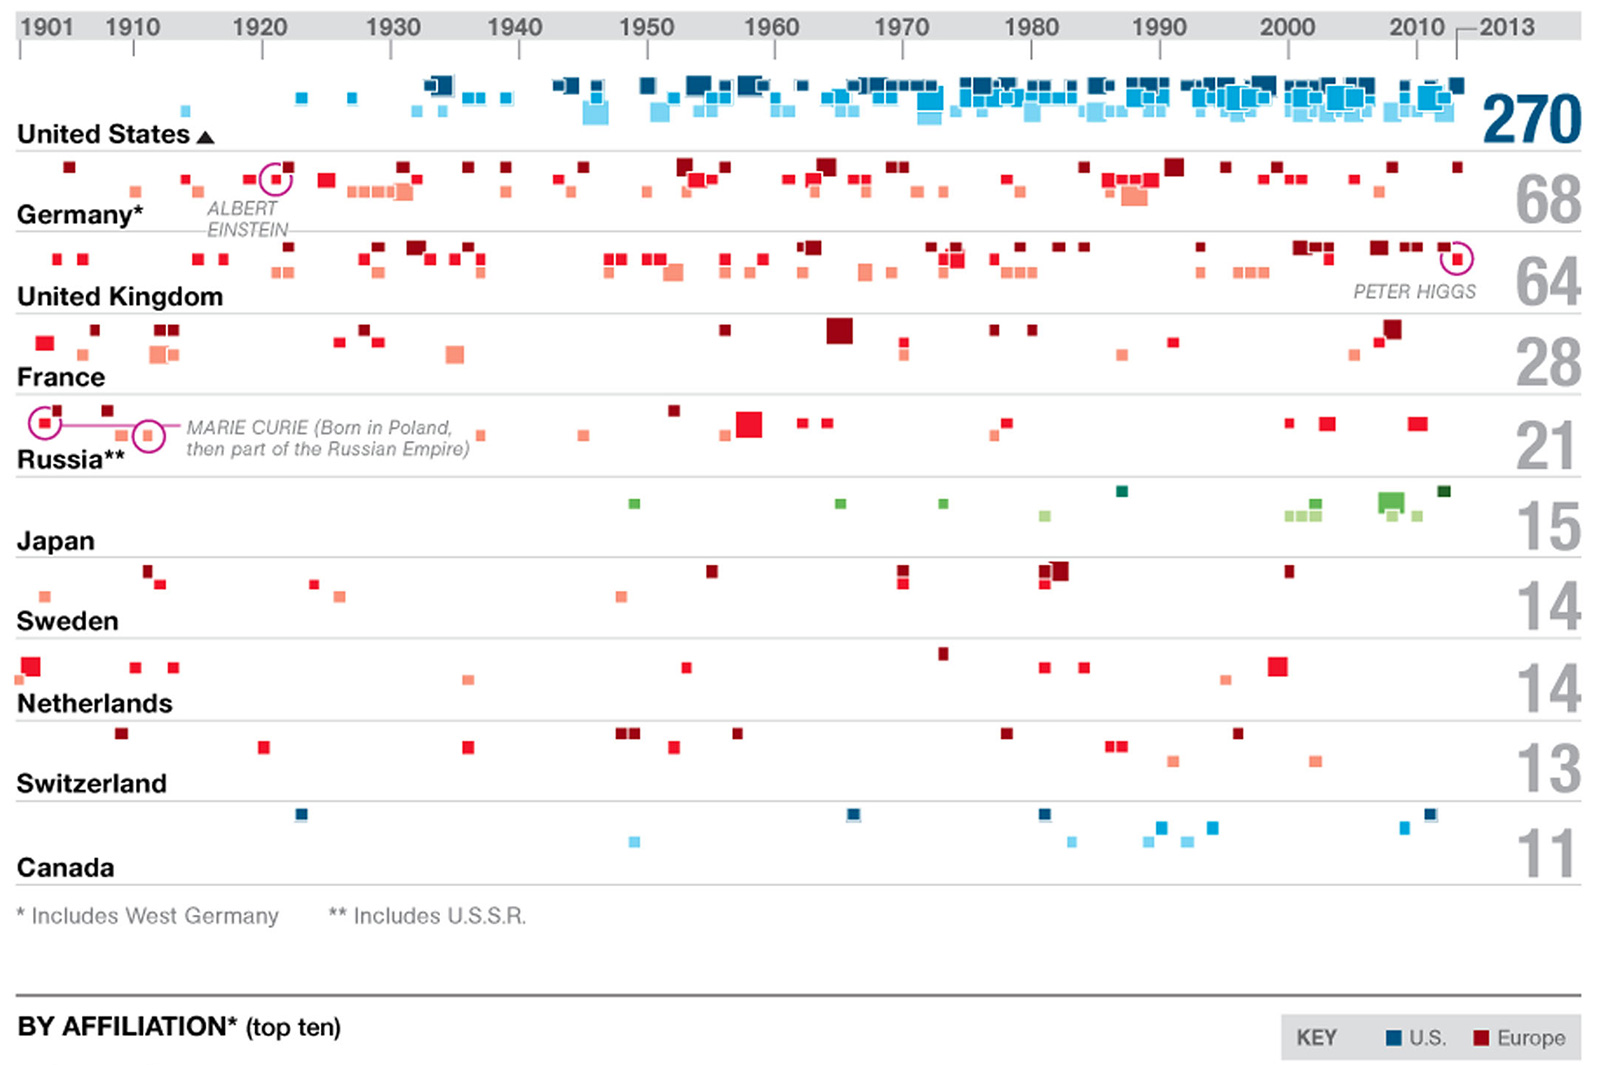 1901 1910 1920 1930 1940 1950 1960 1970 1980 1990 2000 2010 2013
United States ▲ 270
ALBERT
EINSTEIN
Germany* 68
PETER HIGGS
United Kingdom 64
France 28
MARIE CURIE (Born in Poland,
then part of the Russian Empire)
Russia** 21
Japan 15
Sweden 14
Netherlands 14
Switzerland 13
Canada 11
* Includes West Germany ** Includes U.S.S.R.
BY AFFILIATION* (top ten)
KEY U.S. Europe